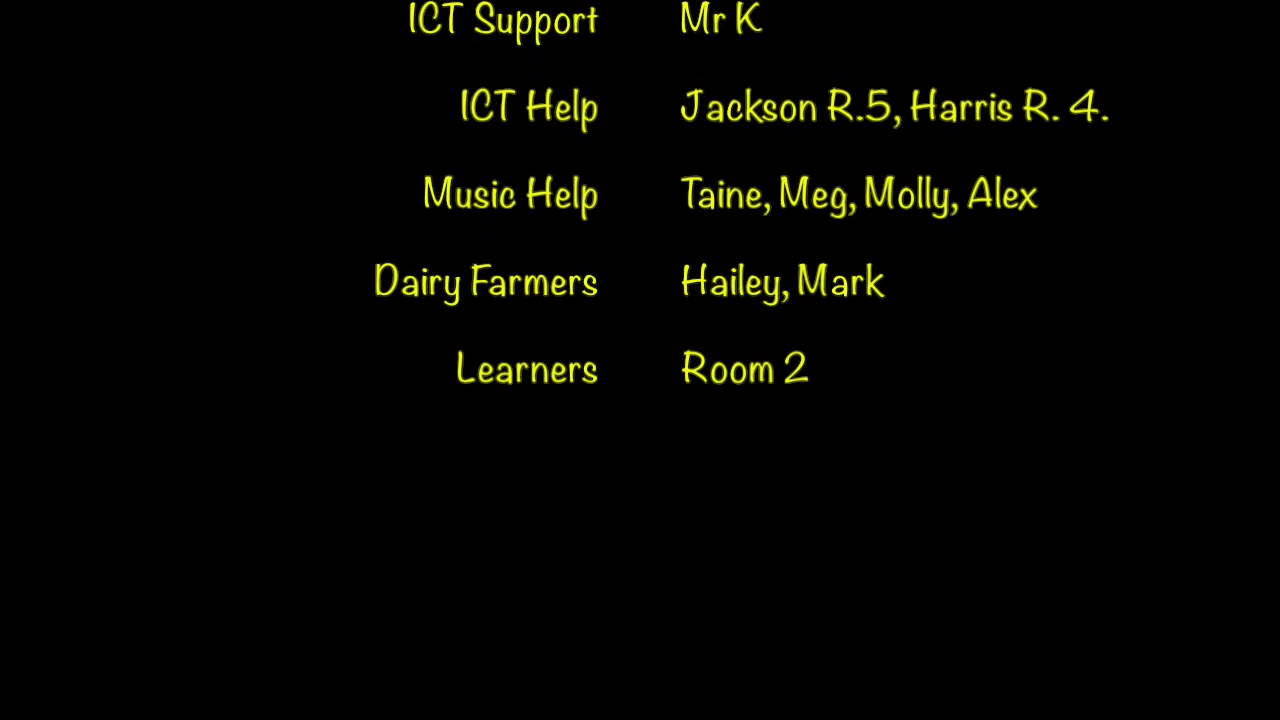 ICT Support Mr K
ICT Help Jackson R.5, Harris R. 4.
Music Help Taine, Meg, Molly, Alex
Dairy Farmers Hailey, Mark
Learners Room 2